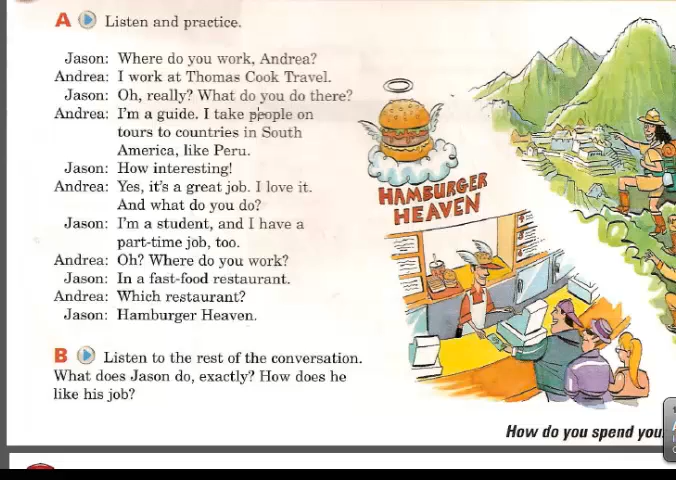 A Listen and practice.
Jason: Where do you work, Andrea?
Andrea: I work at Thomas Cook Travel.
Jason: Oh, really? What do you do there?
Andrea: I'm a guide. I take people on
tours to countries in South
America, like Peru.
Jason: How interesting!
Andrea: Yes, it's a great job. I love it.
And what do you do?
Jason: I'm a student, and I have a
part-time job, too.
Andrea: Oh? Where do you work?
Jason: In a fast-food restaurant.
Andrea: Which restaurant?
Jason: Hamburger Heaven.
HAMBURGER
HEAVEN
B Listen to the rest of the conversation.
What does Jason do, exactly? How does he
like his job?
How do you spend you